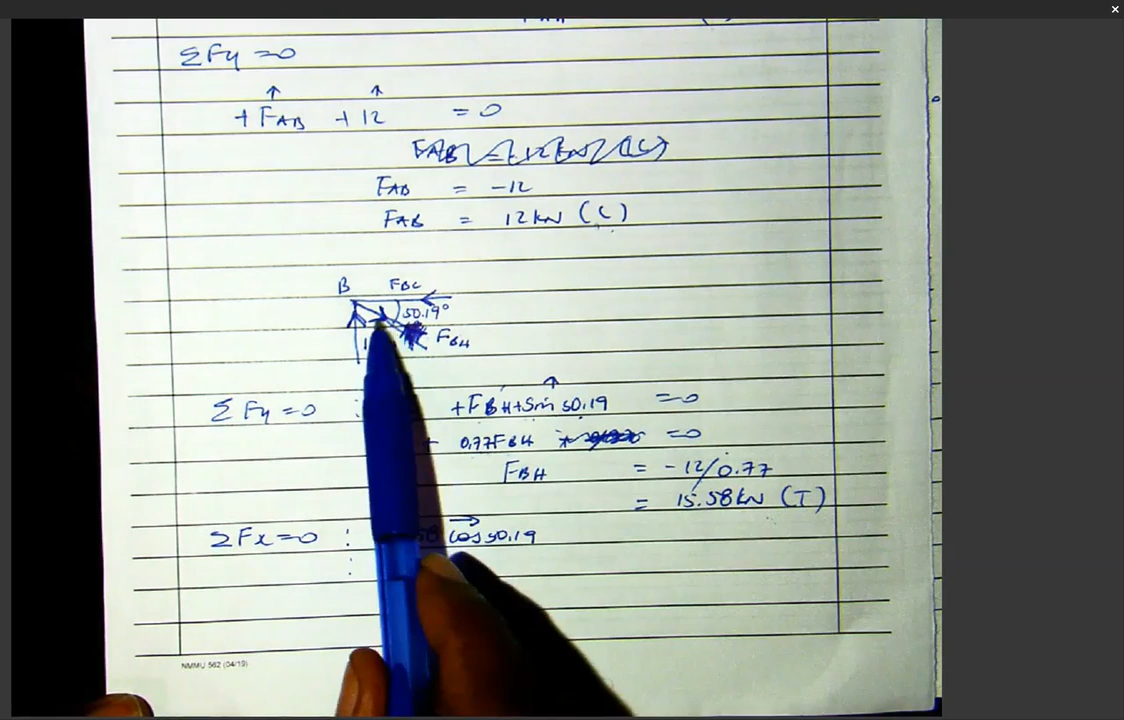 ΣFy = 0
↑ ↑
+ FAB + 12 = 0
FAB = -12
FAB = 12kN (C)
B FBC
50.19°
FBH
ΣFy = 0 : +FBH+Sin 50.19 = 0
+ 0,77FBH = 0
FBH = -12/0.77
= 15.58kN (T)
ΣFx = 0 : cos 50.19
NMMU 562 (04/19)